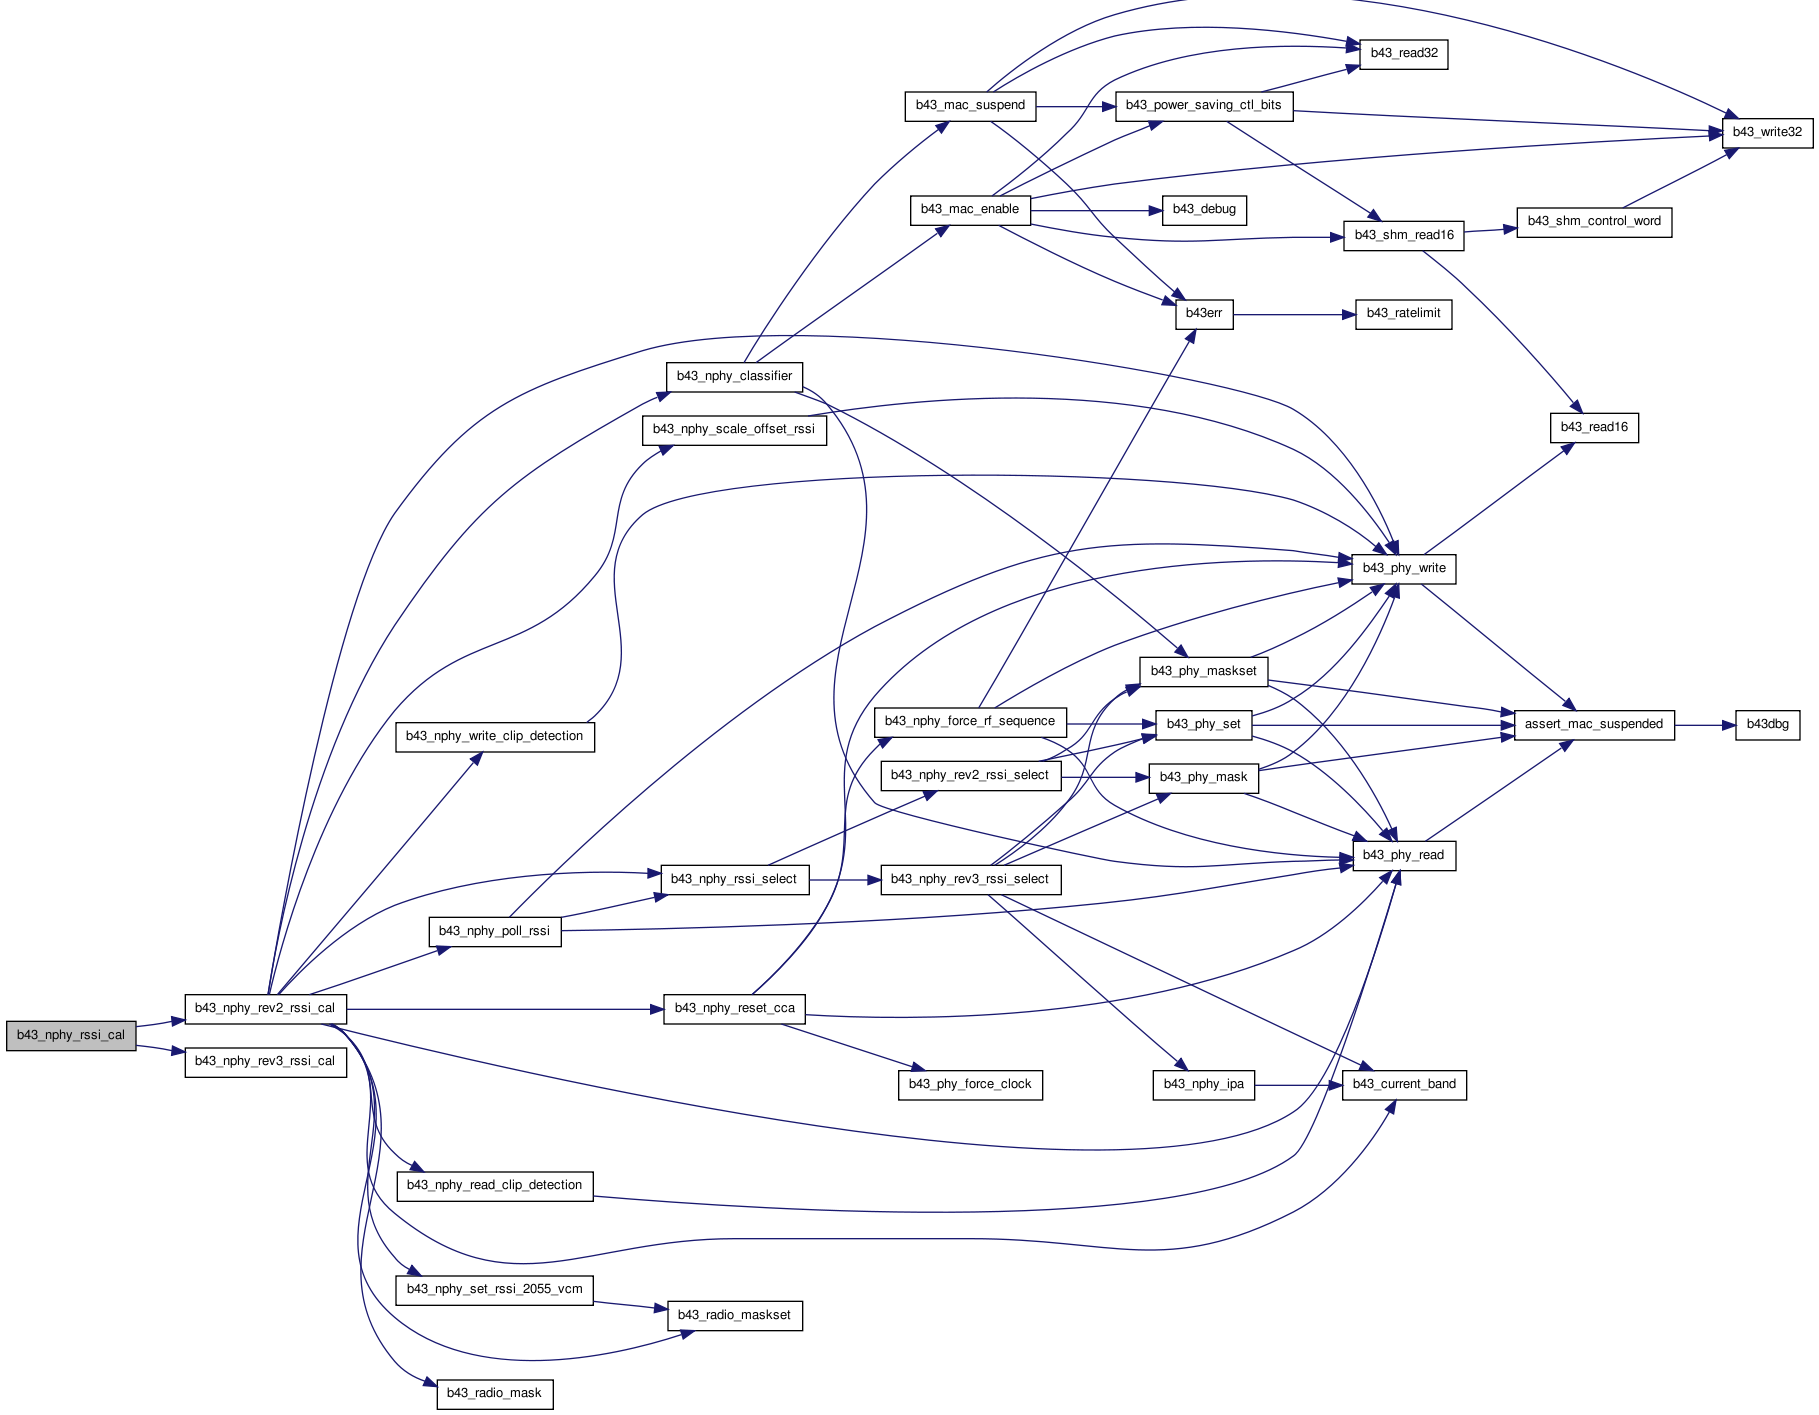 b43_read32
b43_mac_suspend
b43_power_saving_ctl_bits
b43_write32
b43_mac_enable
b43_debug
b43_shm_read16
b43_shm_control_word
b43err
b43_ratelimit
b43_nphy_classifier
b43_nphy_scale_offset_rssi
b43_read16
b43_phy_write
b43_phy_maskset
b43_nphy_force_rf_sequence
b43_phy_set
assert_mac_suspended
b43dbg
b43_nphy_write_clip_detection
b43_nphy_rev2_rssi_select
b43_phy_mask
b43_phy_read
b43_nphy_rssi_select
b43_nphy_rev3_rssi_select
b43_nphy_poll_rssi
b43_nphy_rev2_rssi_cal
b43_nphy_reset_cca
b43_nphy_rssi_cal
b43_nphy_rev3_rssi_cal
b43_phy_force_clock
b43_nphy_ipa
b43_current_band
b43_nphy_read_clip_detection
b43_nphy_set_rssi_2055_vcm
b43_radio_maskset
b43_radio_mask